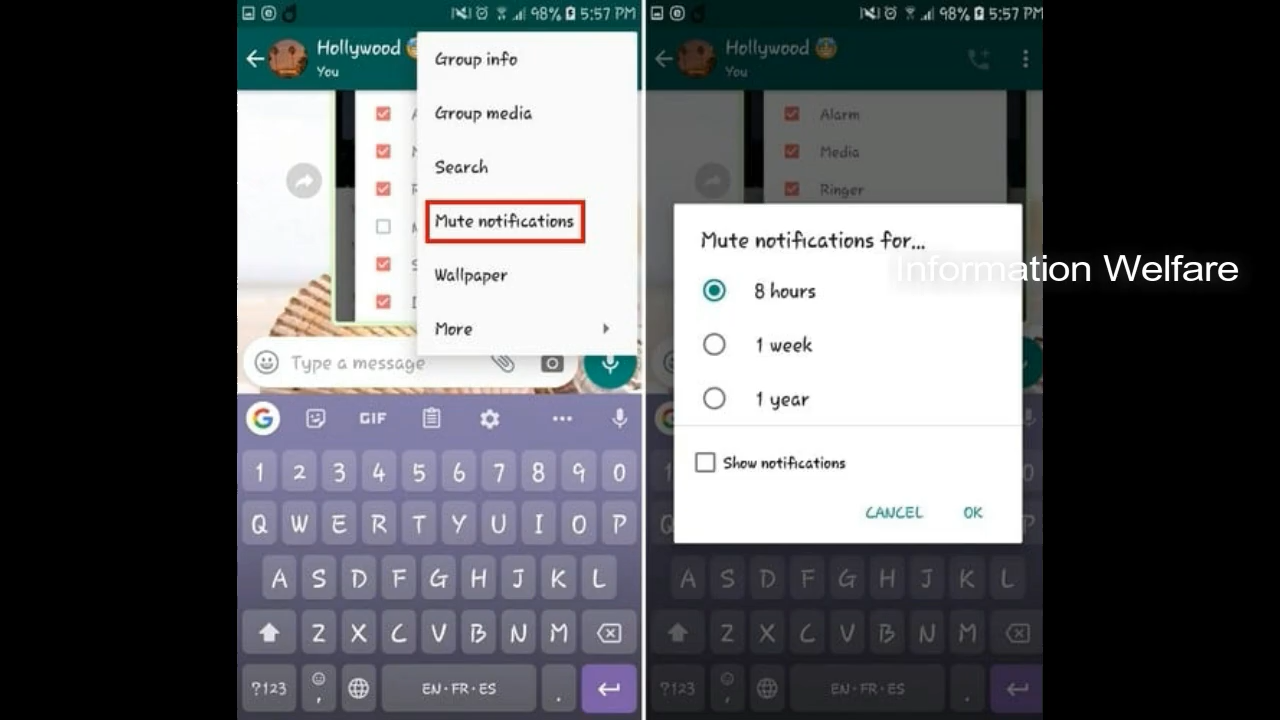 98% 5:57 PM
Hollywood
You
Group info
Group media
Search
Mute notifications
Wallpaper
More
Type a message
GIF
1 2 3 4 5 6 7 8 9 0
Q W E R T Y U I O P
A S D F G H J K L
Z X C V B N M
?123 , EN · FR · ES .
98% 5:57 PM
Hollywood
You
Alarm
Media
Ringer
Mute notifications for...
Information Welfare
8 hours
1 week
1 year
Show notifications
CANCEL OK
A S D F G H J K L
Z X C V B N M
?123 , EN · FR · ES .